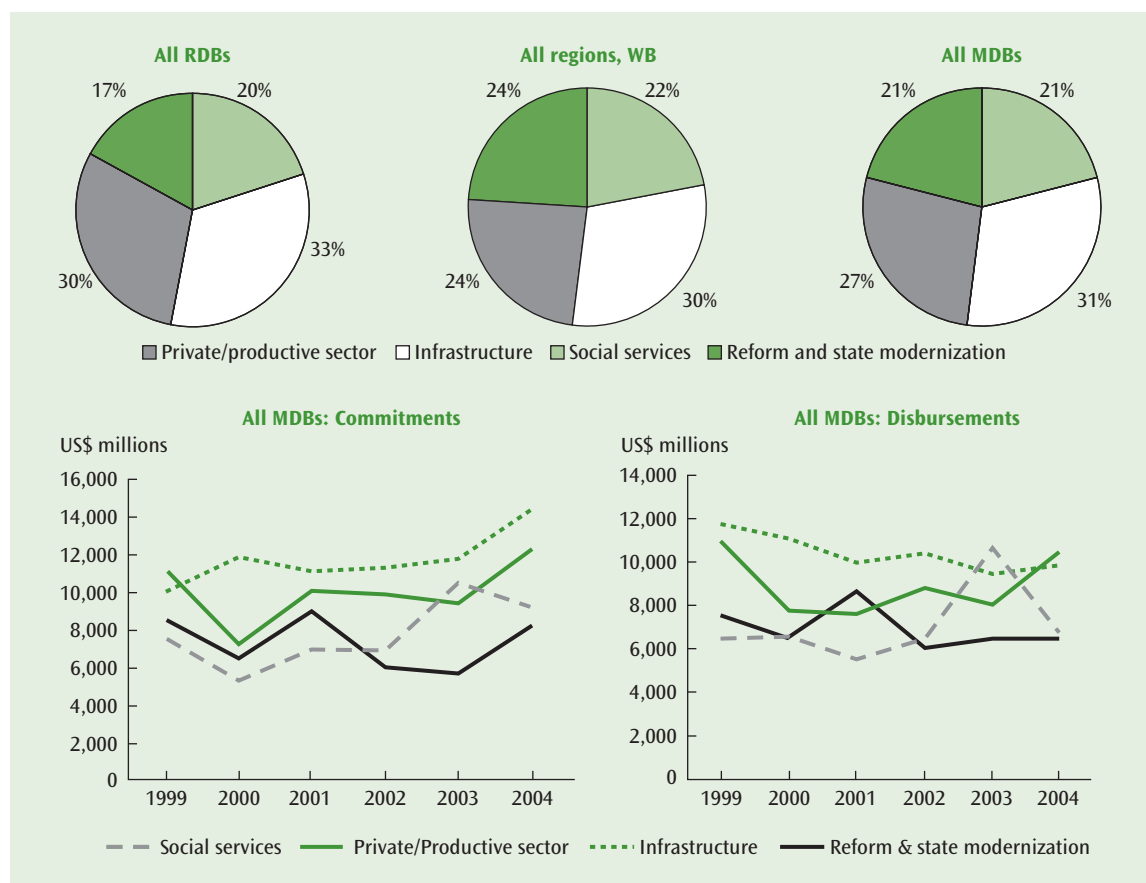 All RDBs
17%
20%
33%
30%
All regions, WB
24%
22%
30%
24%
All MDBs
21%
21%
31%
27%
Private/productive sector Infrastructure Social services Reform and state modernization
All MDBs: Commitments
US$ millions
16,000
14,000
12,000
10,000
8,000
6,000
4,000
2,000
0
1999 2000 2001 2002 2003 2004
All MDBs: Disbursements
US$ millions
14,000
12,000
10,000
8,000
6,000
4,000
2,000
0
1999 2000 2001 2002 2003 2004
Social services Private/Productive sector Infrastructure Reform & state modernization